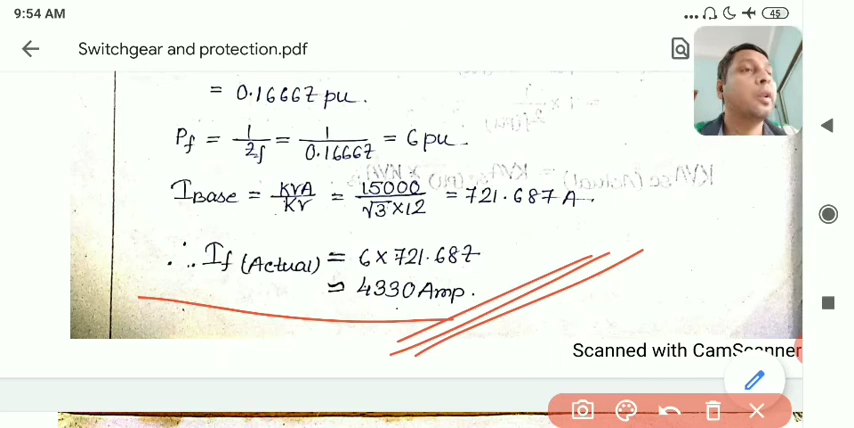 9:54 AM
45
Switchgear and protection.pdf
= 0.16667 pu.
Pf = 1/Zf = 1/0.16667 = 6 pu.
IBASE = KVA/KV = 15000/√3×12 = 721.687 A.
∴ If (Actual) = 6 × 721.687
= 4330 Amp.
Scanned with CamScanner